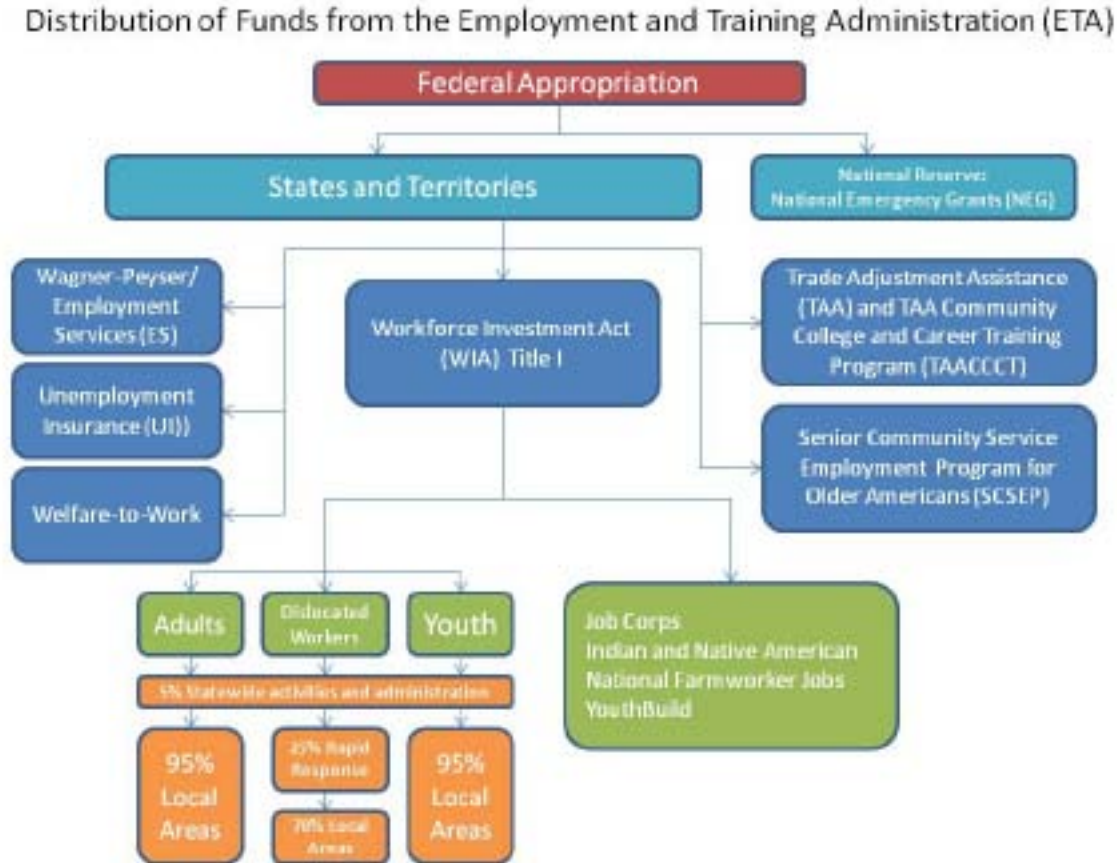 Distribution of Funds from the Employment and Training Administration (ETA)
Federal Appropriation
States and Territories
National Reserve:
National Emergency Grants (NEG)
Wagner-Peyser/
Employment
Services (ES)
Unemployment
Insurance (UI))
Welfare-to-Work
Workforce Investment Act
(WIA) Title I
Trade Adjustment Assistance
(TAA) and TAA Community
College and Career Training
Program (TAACCCT)
Senior Community Service
Employment Program for
Older Americans (SCSEP)
Adults
Dislocated
Workers
Youth
5% Statewide activities and administration
95%
Local
Areas
25% Rapid
Response
70% Local
Areas
95%
Local
Areas
Job Corps
Indian and Native American
National Farmworker Jobs
YouthBuild